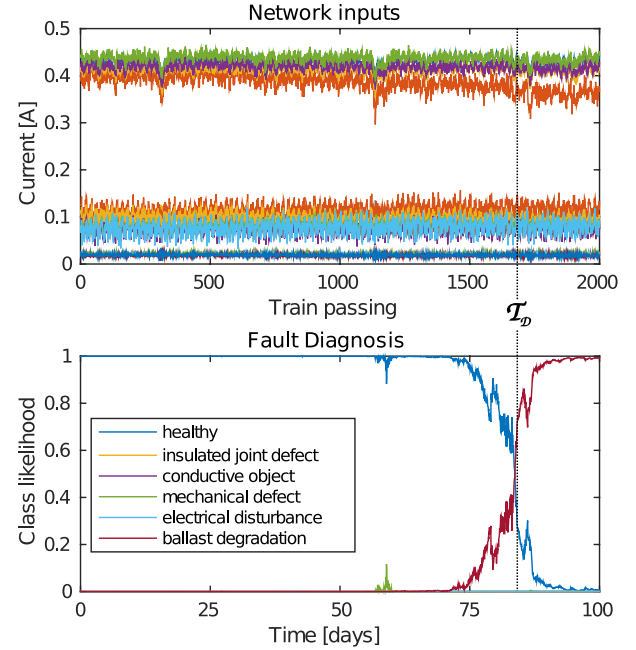 Network inputs
0.5
0.4
0.3
0.2
0.1
0
Current [A]
0 500 1000 1500 2000
Train passing
𝓣𝒟
Fault Diagnosis
1
0.8
0.6
0.4
0.2
0
Class likelihood
healthy
insulated joint defect
conductive object
mechanical defect
electrical disturbance
ballast degradation
0 25 50 75 100
Time [days]